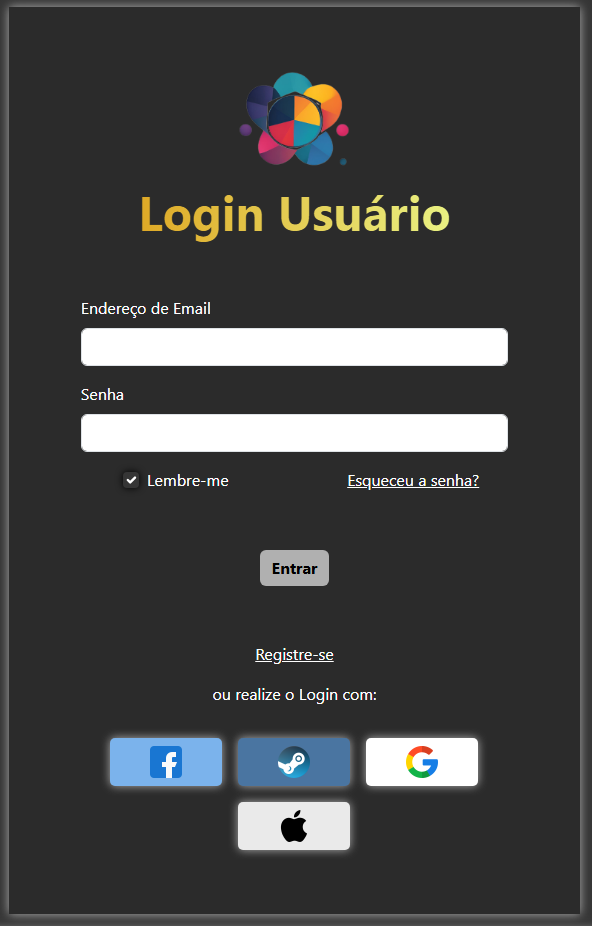 Login Usuário
Endereço de Email
Senha
Lembre-me Esqueceu a senha?
Entrar
Registre-se
ou realize o Login com: